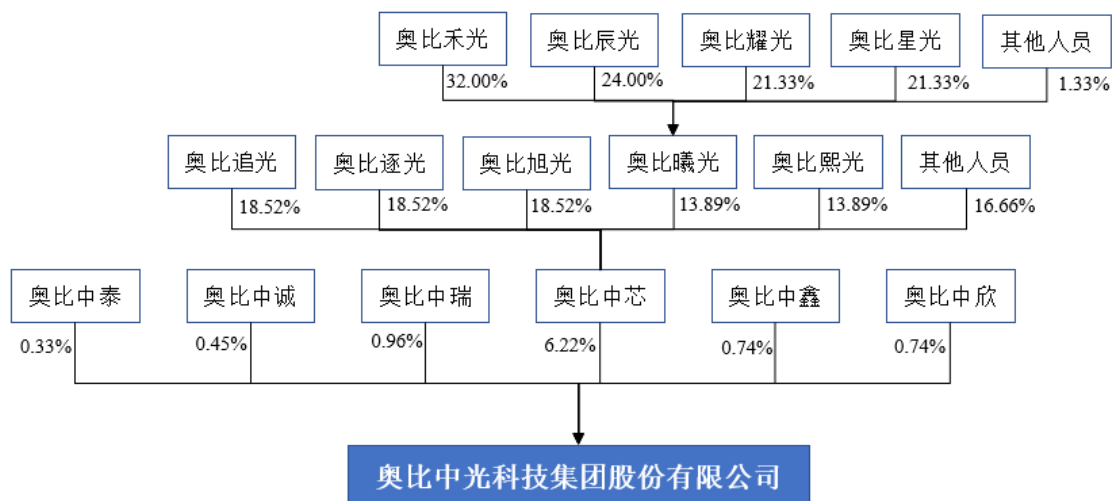 奥比禾光
奥比辰光
奥比耀光
奥比星光
其他人员
32.00%
24.00%
21.33%
21.33%
1.33%
奥比追光
奥比逐光
奥比旭光
奥比曦光
奥比熙光
其他人员
18.52%
18.52%
18.52%
13.89%
13.89%
16.66%
奥比中泰
奥比中诚
奥比中瑞
奥比中芯
奥比中鑫
奥比中欣
0.33%
0.45%
0.96%
6.22%
0.74%
0.74%
奥比中光科技集团股份有限公司